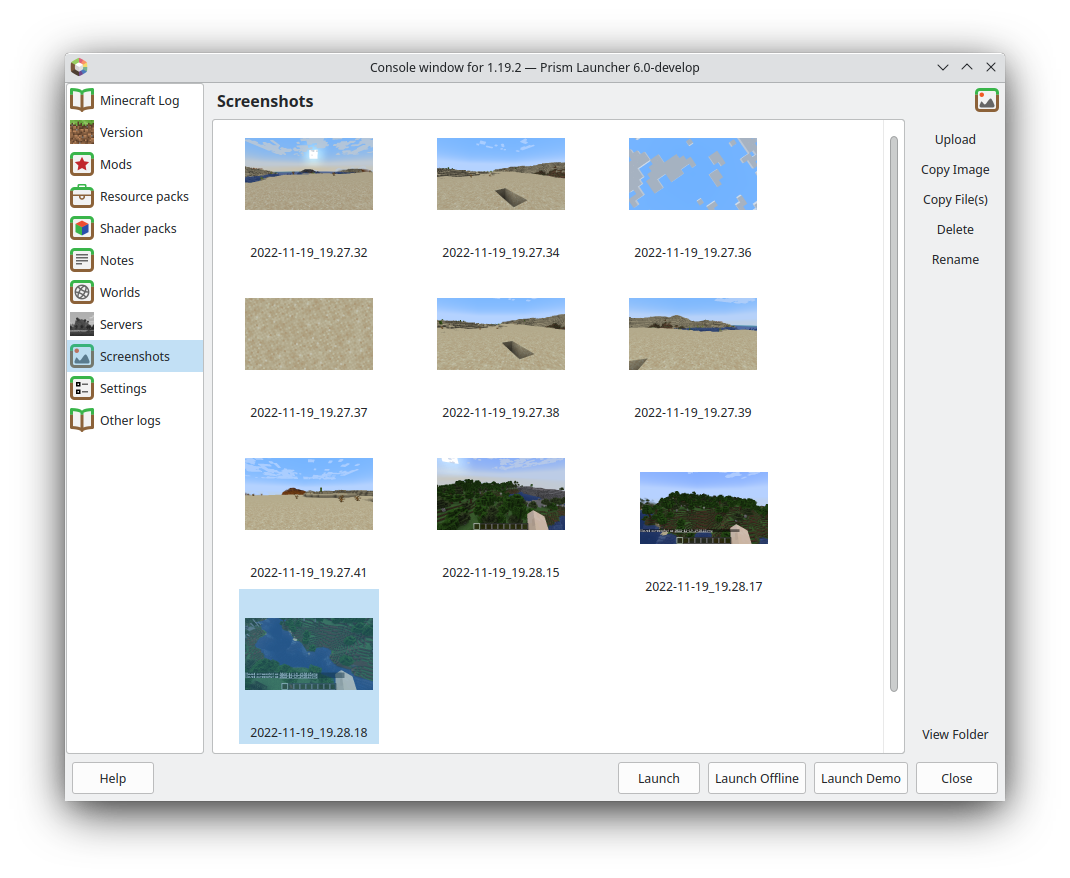 Console window for 1.19.2 — Prism Launcher 6.0-develop
Minecraft Log
Version
Mods
Resource packs
Shader packs
Notes
Worlds
Servers
Screenshots
Settings
Other logs
Screenshots
2022-11-19_19.27.32
2022-11-19_19.27.34
2022-11-19_19.27.36
2022-11-19_19.27.37
2022-11-19_19.27.38
2022-11-19_19.27.39
2022-11-19_19.27.41
2022-11-19_19.28.15
2022-11-19_19.28.17
2022-11-19_19.28.18
Upload
Copy Image
Copy File(s)
Delete
Rename
View Folder
Help
Launch
Launch Offline
Launch Demo
Close